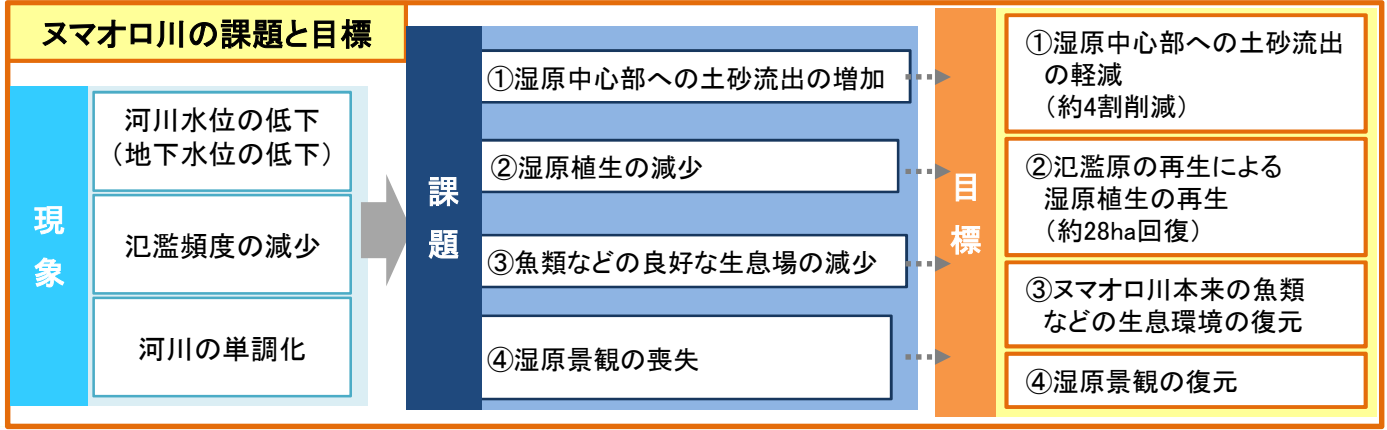 ヌマオロ川の課題と目標
現象
河川水位の低下
（地下水位の低下）
氾濫頻度の減少
河川の単調化
課題
①湿原中心部への土砂流出の増加
②湿原植生の減少
③魚類などの良好な生息場の減少
④湿原景観の喪失
目標
①湿原中心部への土砂流出
の軽減
（約4割削減）
②氾濫原の再生による
湿原植生の再生
（約28ha回復）
③ヌマオロ川本来の魚類
などの生息環境の復元
④湿原景観の復元